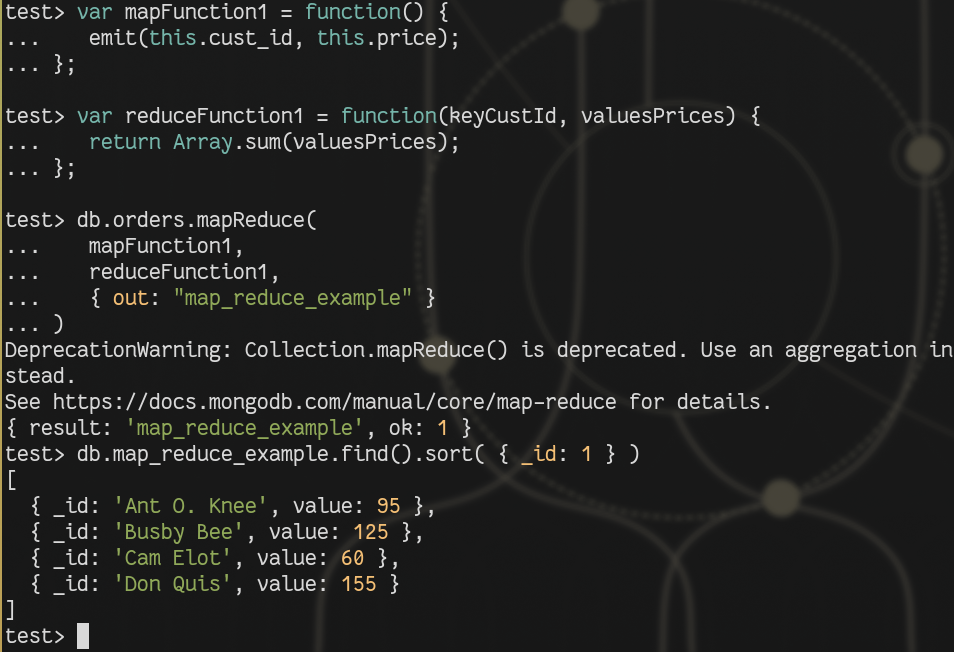 test> var mapFunction1 = function() {
...    emit(this.cust_id, this.price);
... };
test> var reduceFunction1 = function(keyCustId, valuesPrices) {
...    return Array.sum(valuesPrices);
... };
test> db.orders.mapReduce(
...    mapFunction1,
...    reduceFunction1,
...    { out: "map_reduce_example" }
... )
DeprecationWarning: Collection.mapReduce() is deprecated. Use an aggregation in
stead.
See https://docs.mongodb.com/manual/core/map-reduce for details.
{ result: 'map_reduce_example', ok: 1 }
test> db.map_reduce_example.find().sort( { _id: 1 } )
[
  { _id: 'Ant O. Knee', value: 95 },
  { _id: 'Busby Bee', value: 125 },
  { _id: 'Cam Elot', value: 60 },
  { _id: 'Don Quis', value: 155 }
]
test>